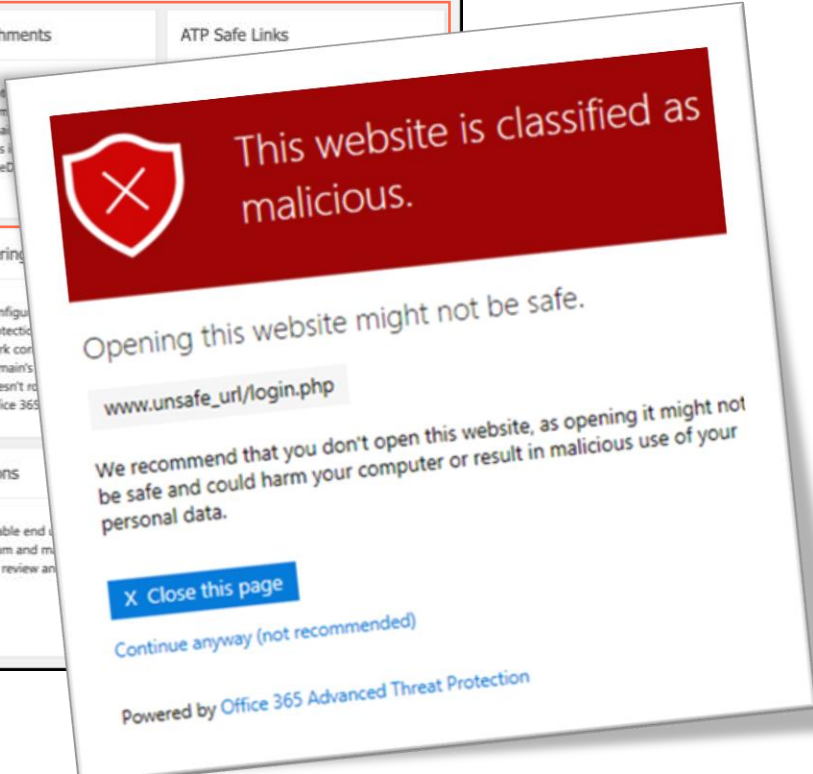 ATP Safe Links
This website is classified as
malicious.
Opening this website might not be safe.
www.unsafe_url/login.php
We recommend that you don't open this website, as opening it might not
be safe and could harm your computer or result in malicious use of your
personal data.
X Close this page
Continue anyway (not recommended)
Powered by Office 365 Advanced Threat Protection
able end
review